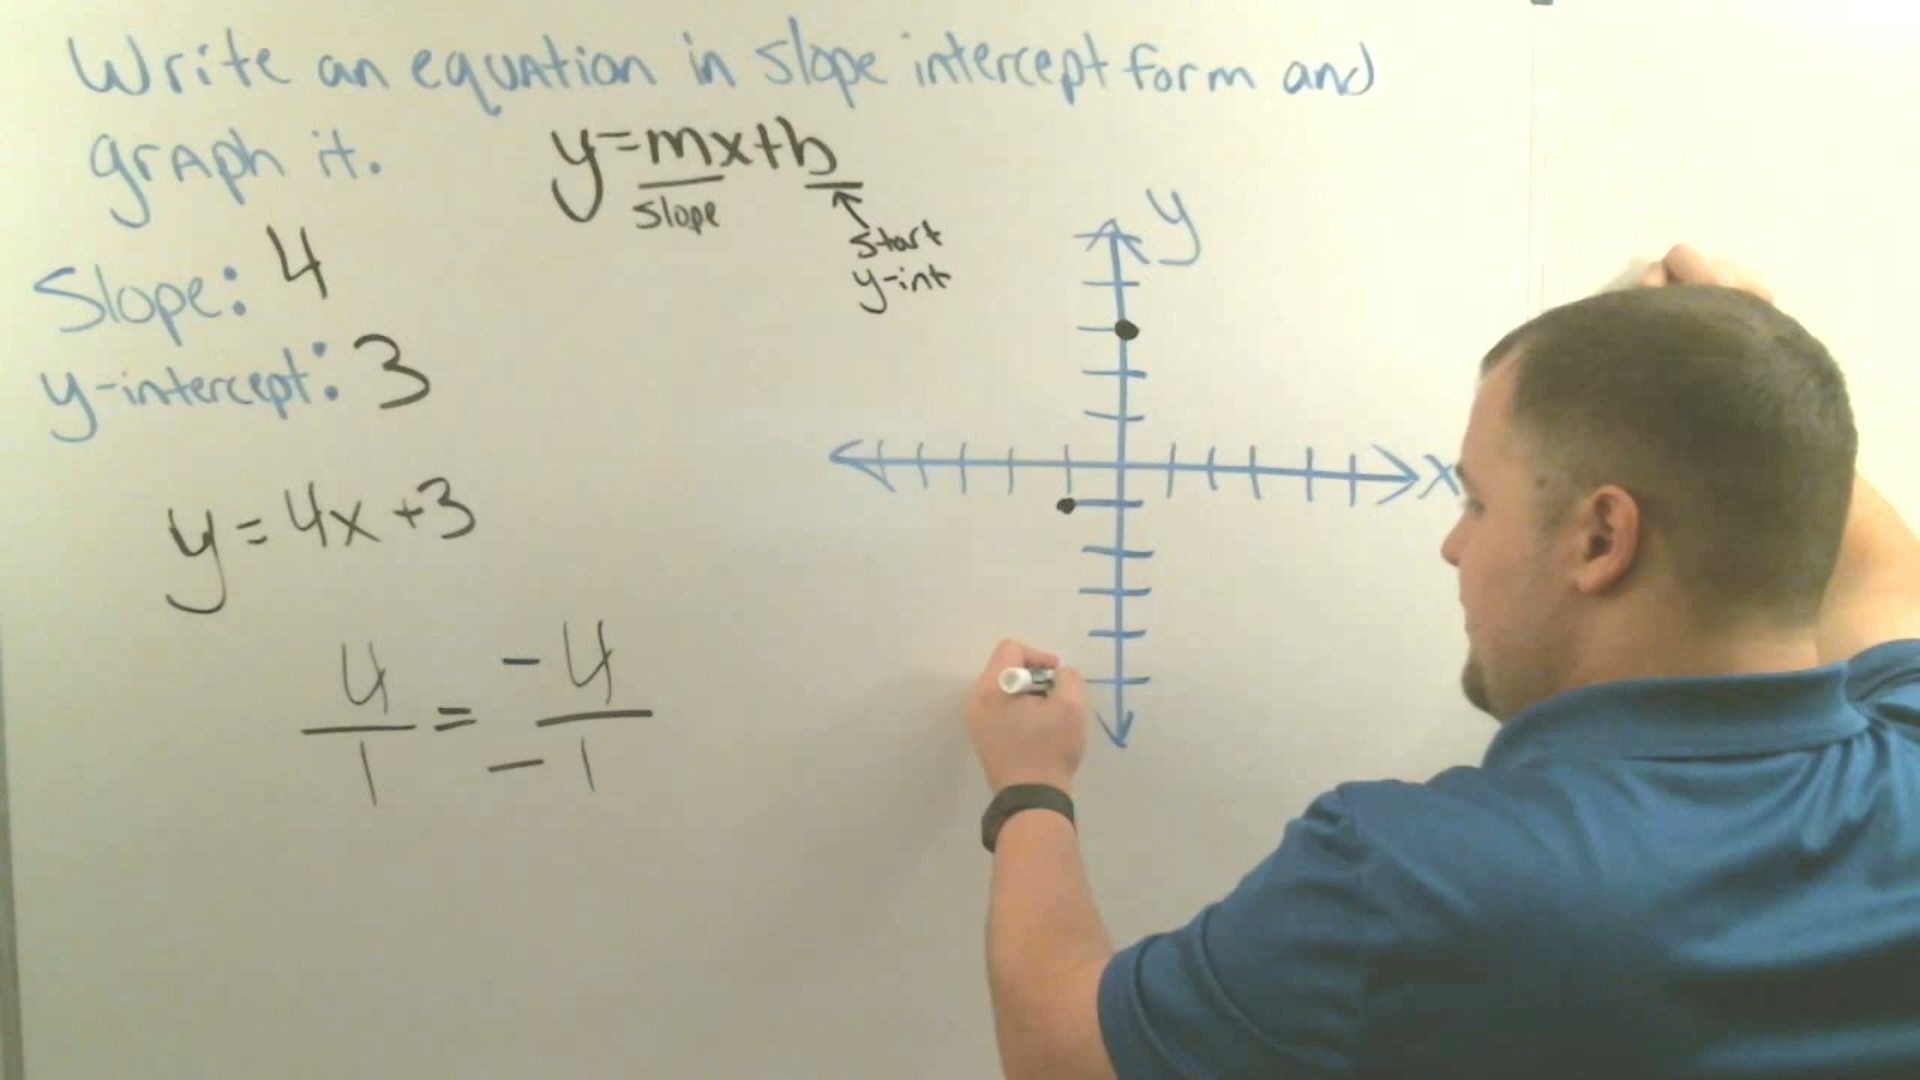 Write an equation in slope intercept form and
graph it.
y=mx+b
slope
start
y-int
Slope: 4
y-intercept: 3
y=4x+3
4/1 = -4/-1
y
x